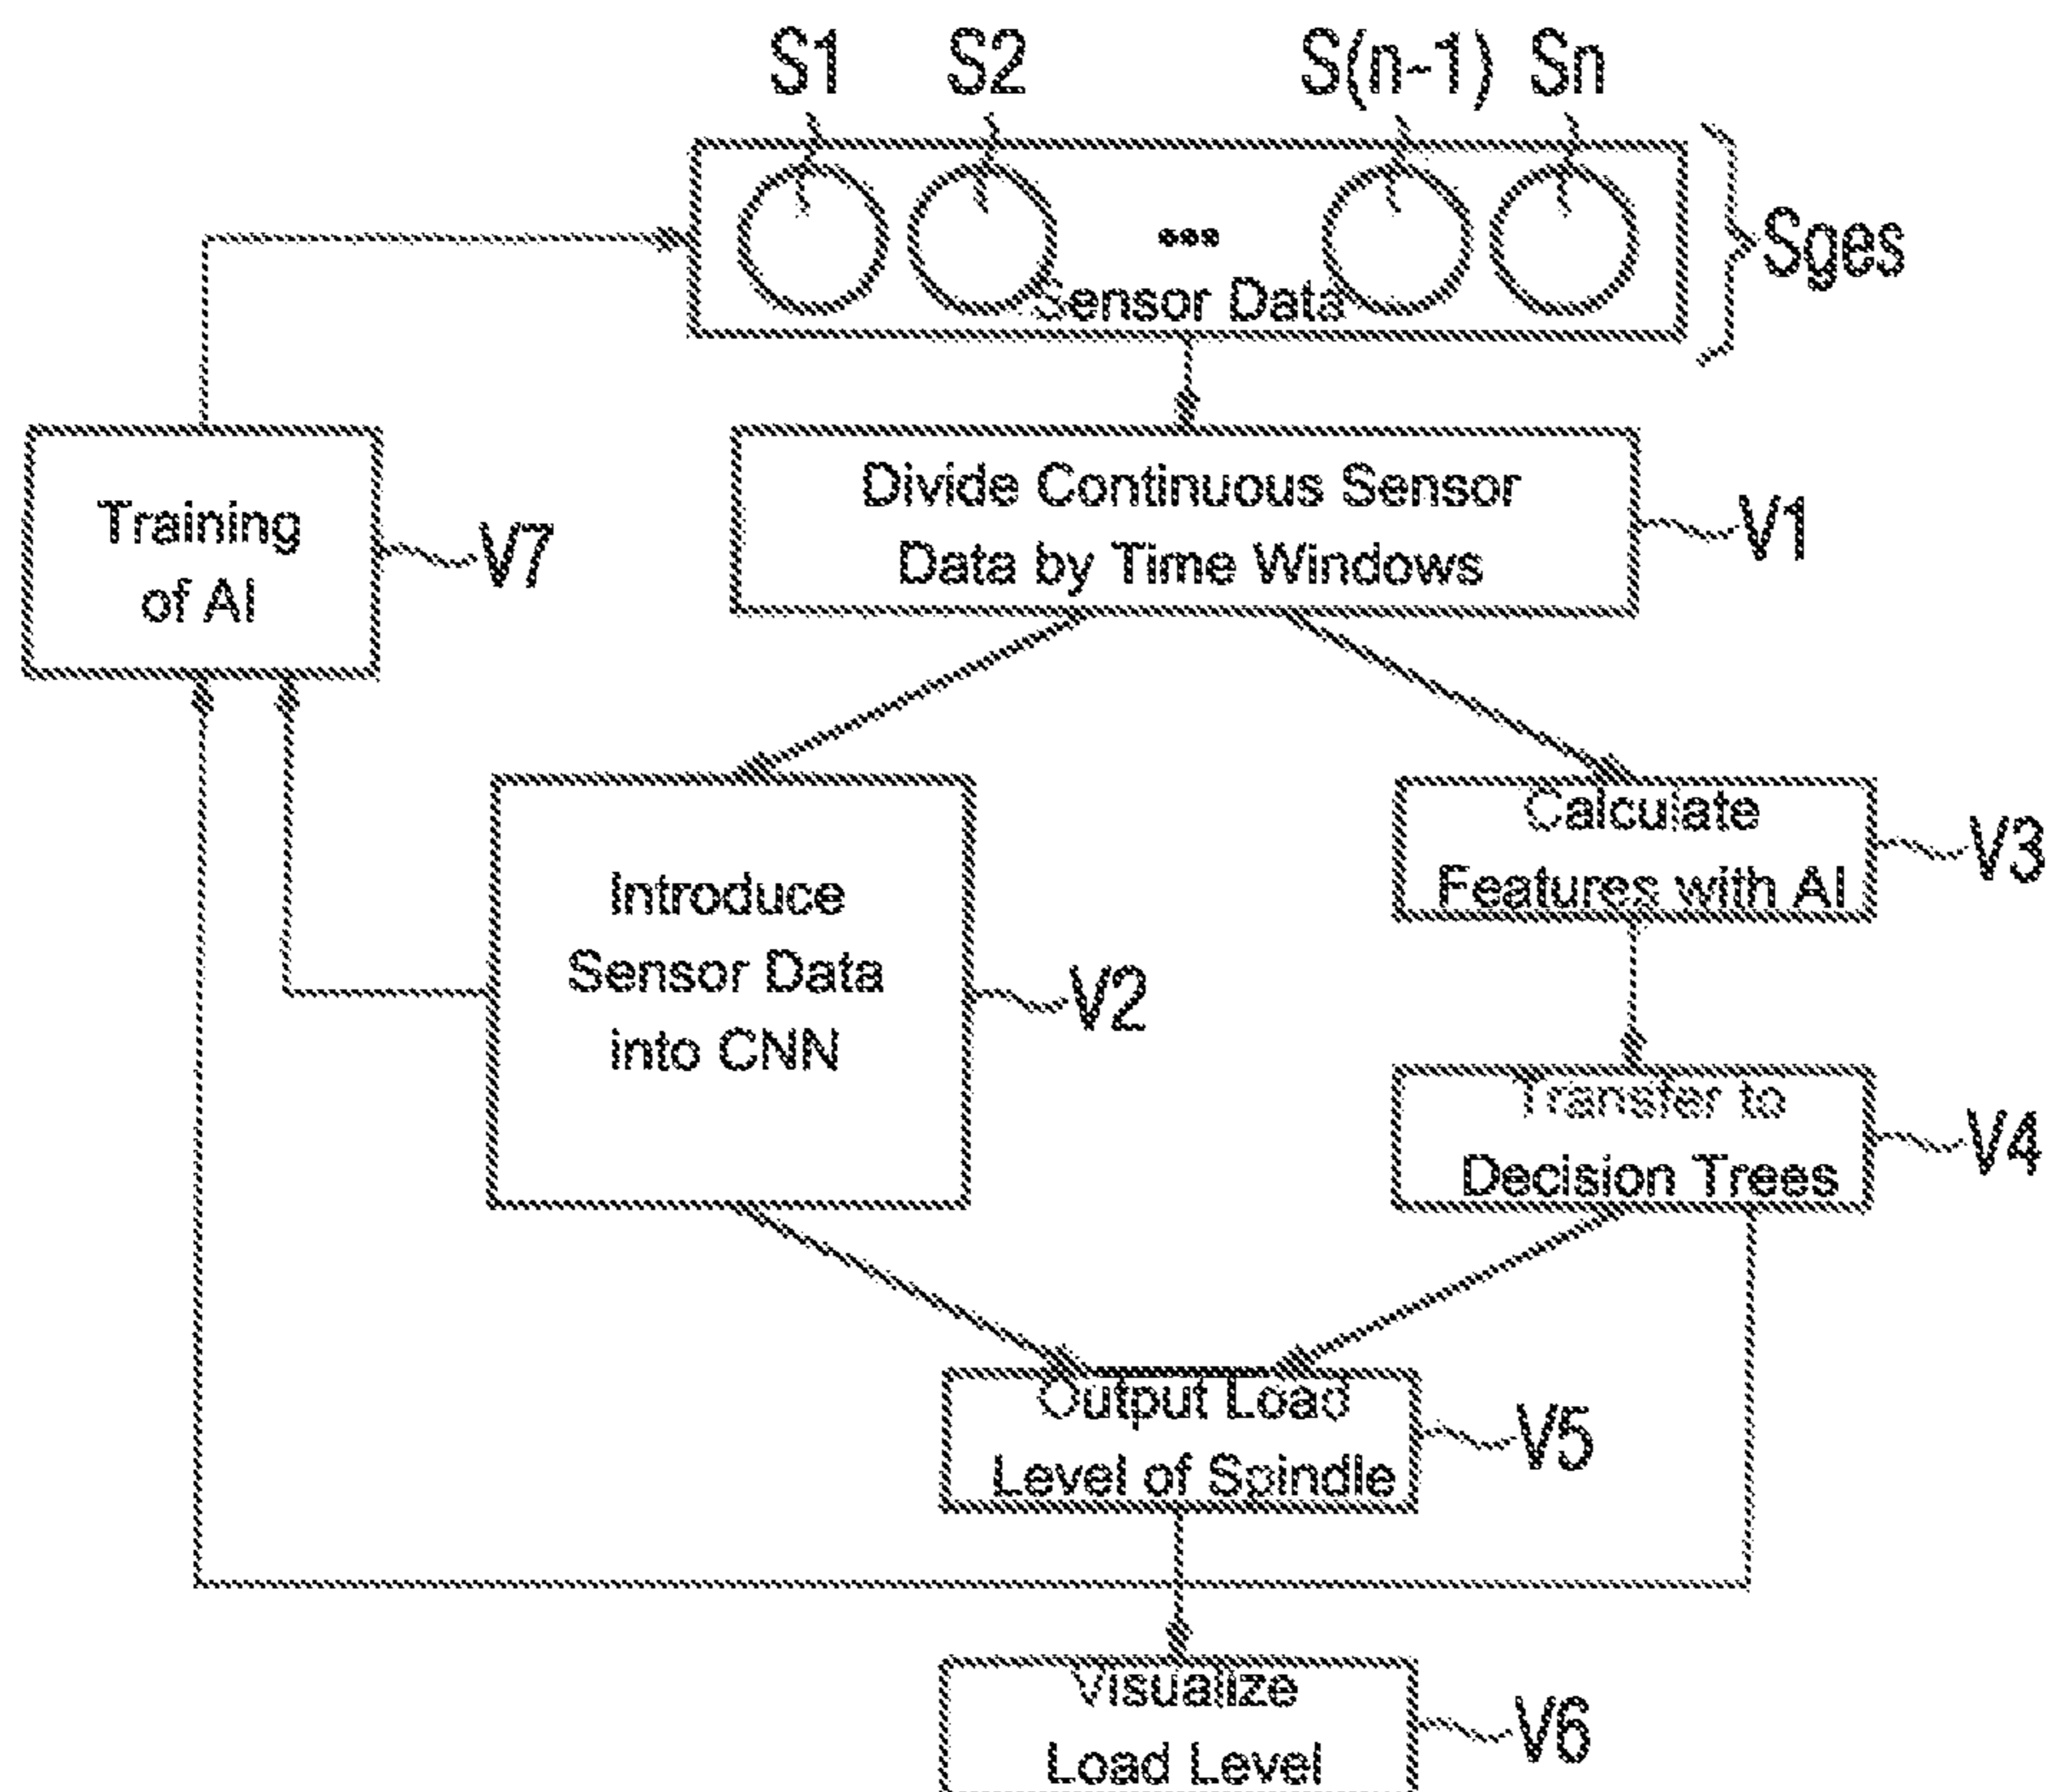 S1 S2 S(n-1) Sn
...
Sensor Data
Sges
Divide Continuous Sensor
Data by Time Windows
V1
Training
of AI
V7
Introduce
Sensor Data
into CNN
V2
Calculate
Features with AI
V3
Transfer to
Decision Trees
V4
Output Load
Level of Spindle
V5
Visualize
Load Level
V6